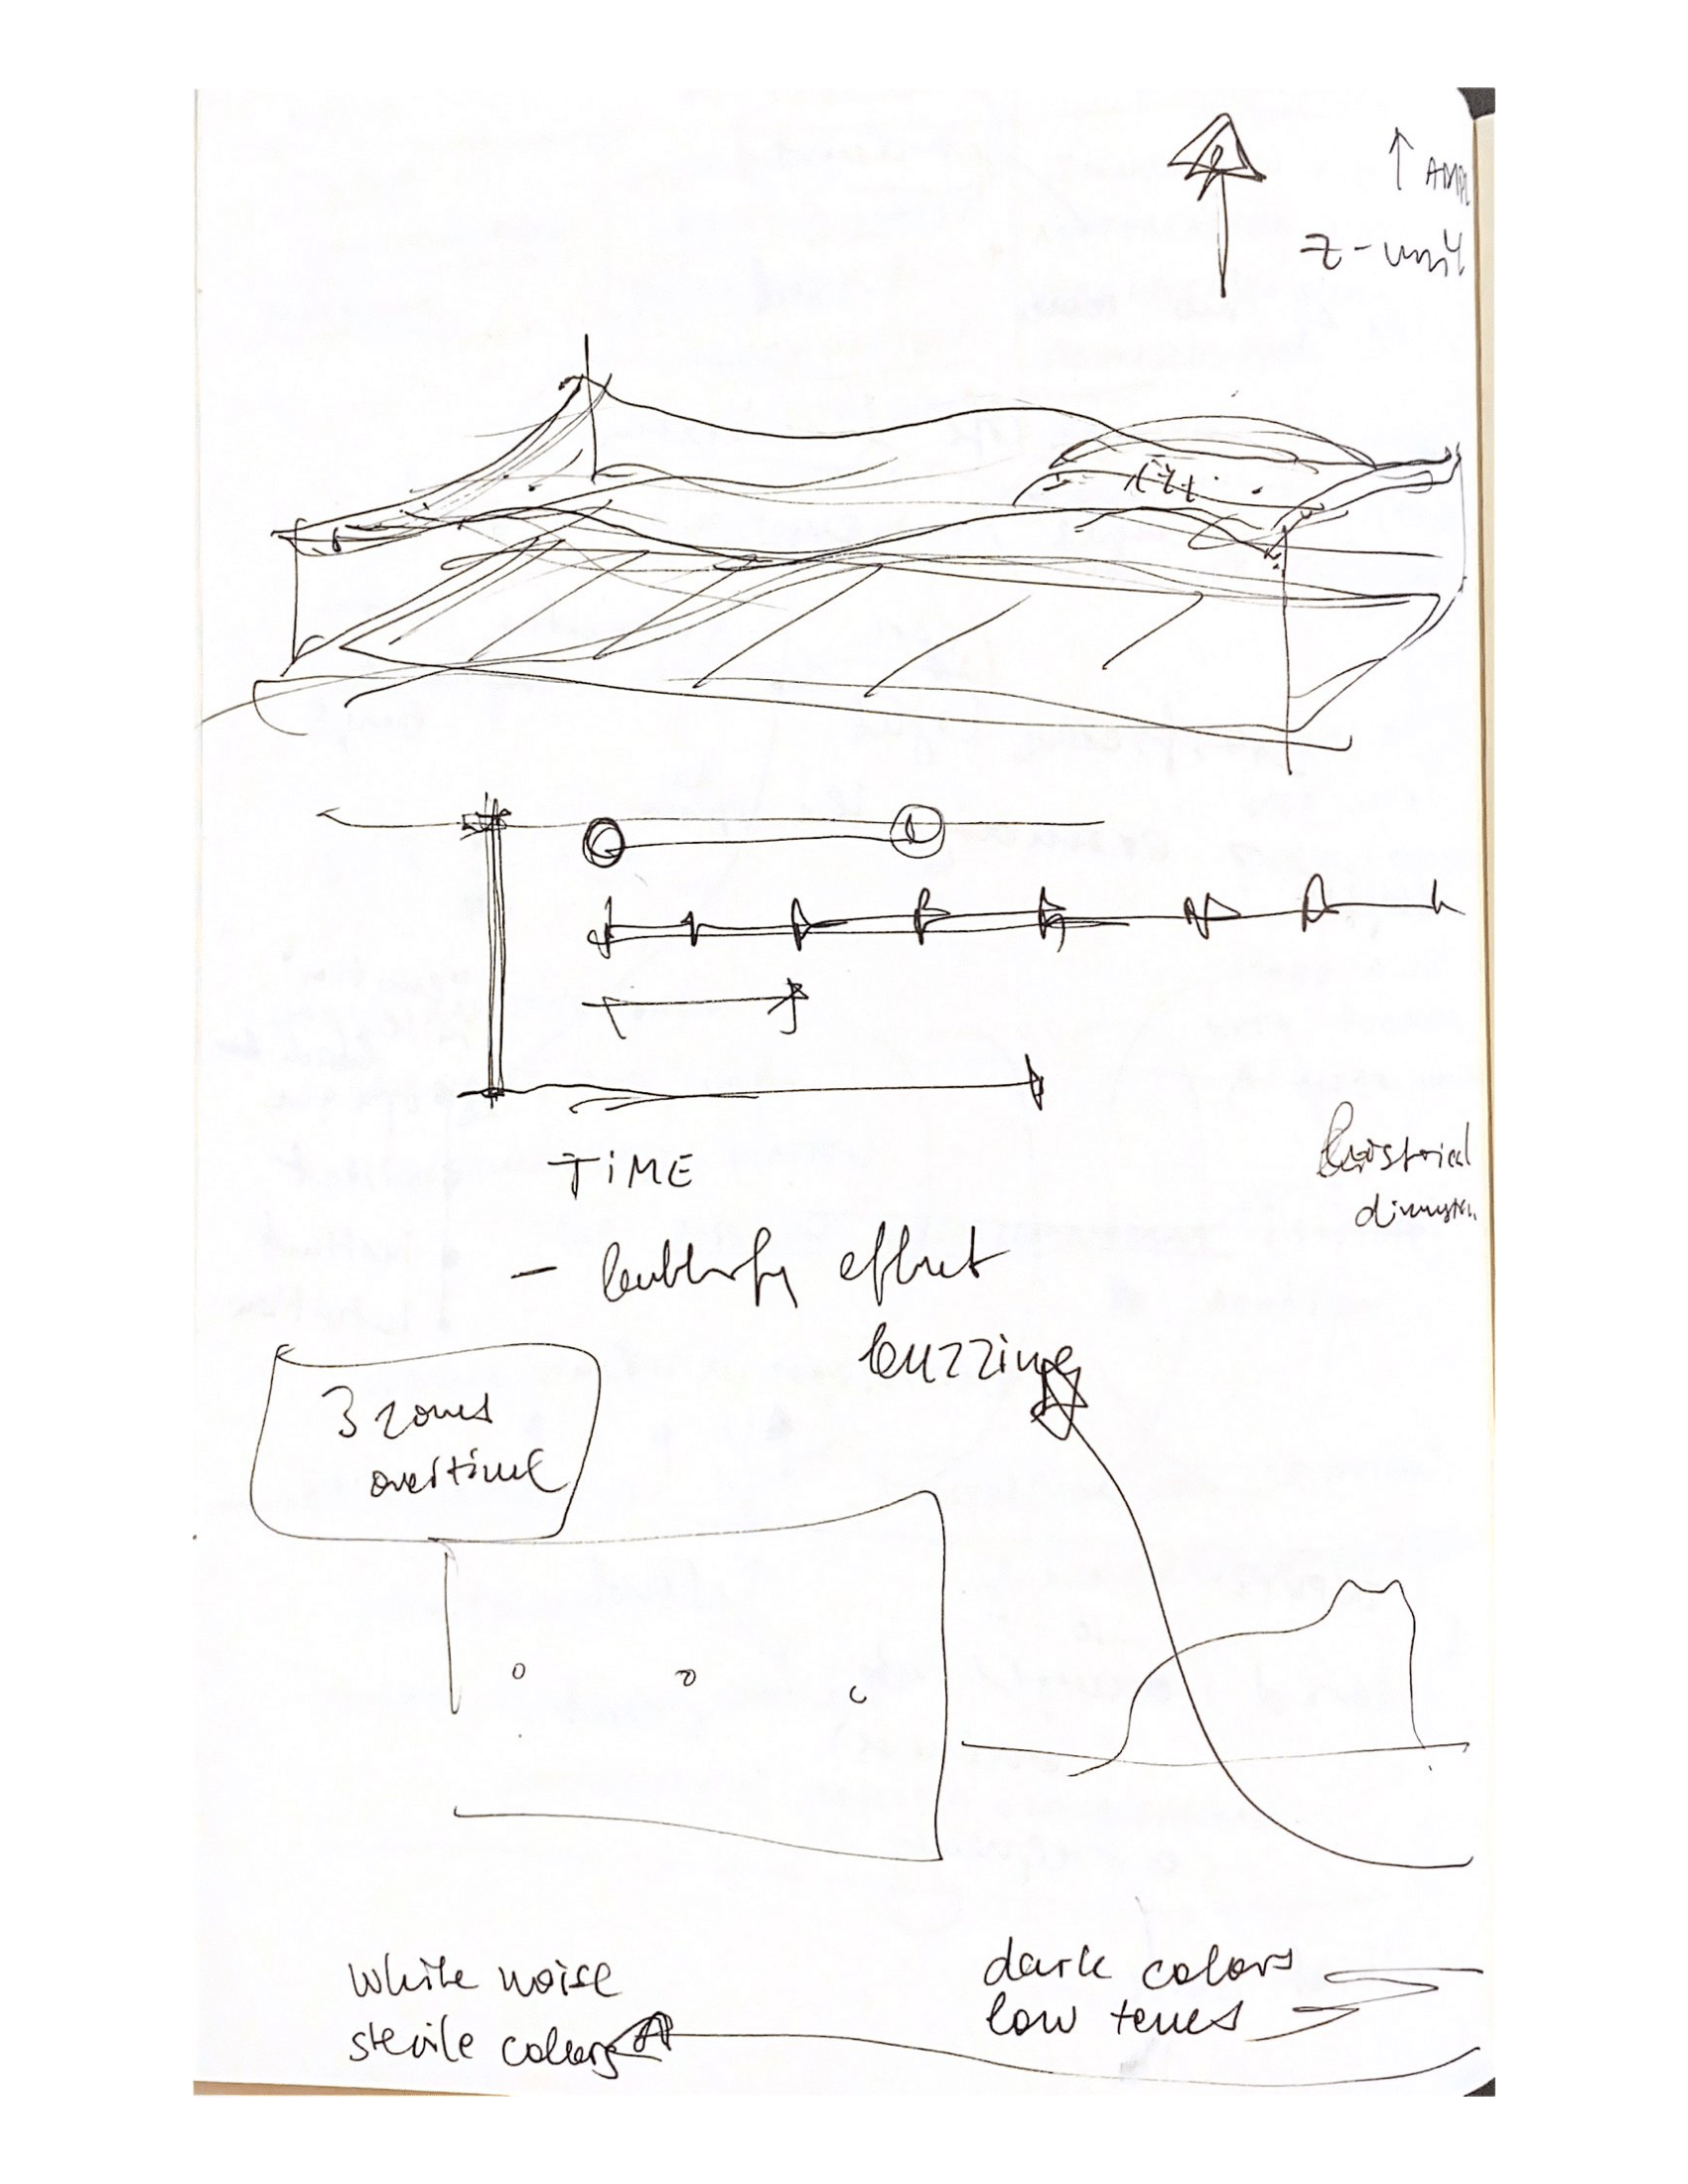 ↑ AMPL
z-unit
TIME
historical
dimension
- butterfly effect
buzzing
3 zones
overtime
white noise
sterile colors
dark colors
low tones